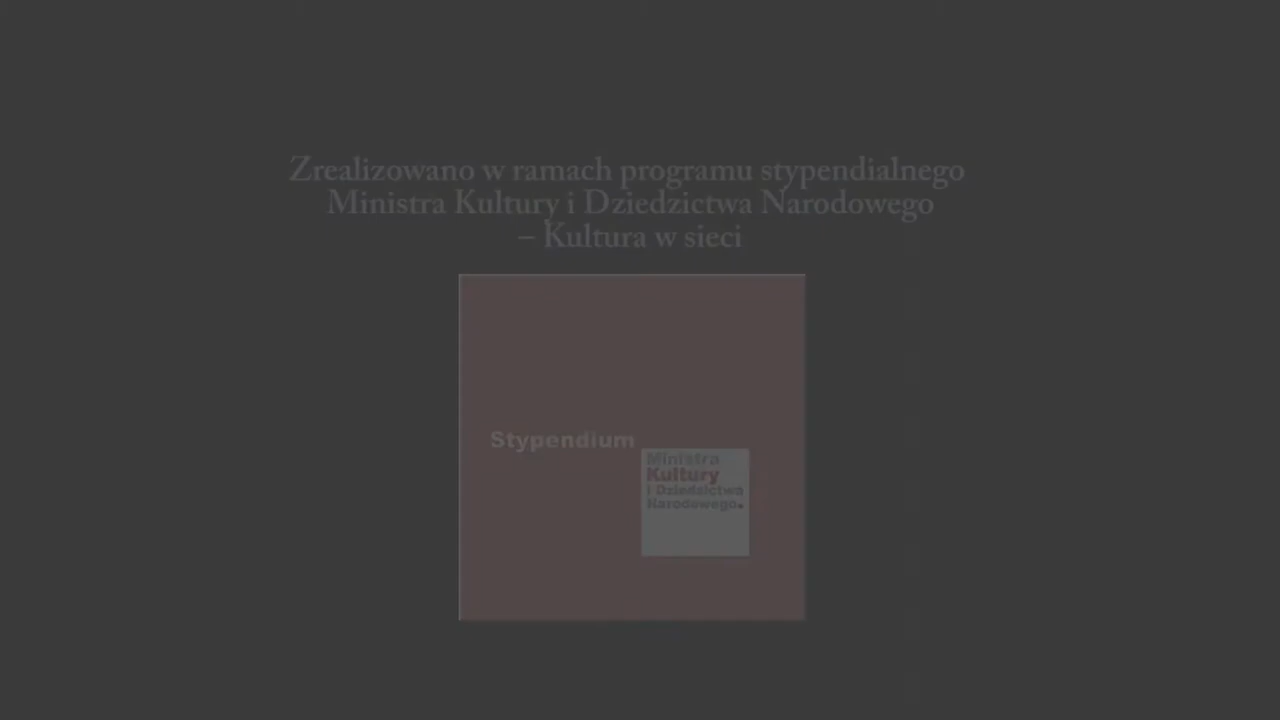 Zrealizowano w ramach programu stypendialnego
Ministra Kultury i Dziedzictwa Narodowego
– Kultura w sieci
Stypendium
Ministra
Kultury
i Dziedzictwa
Narodowego.